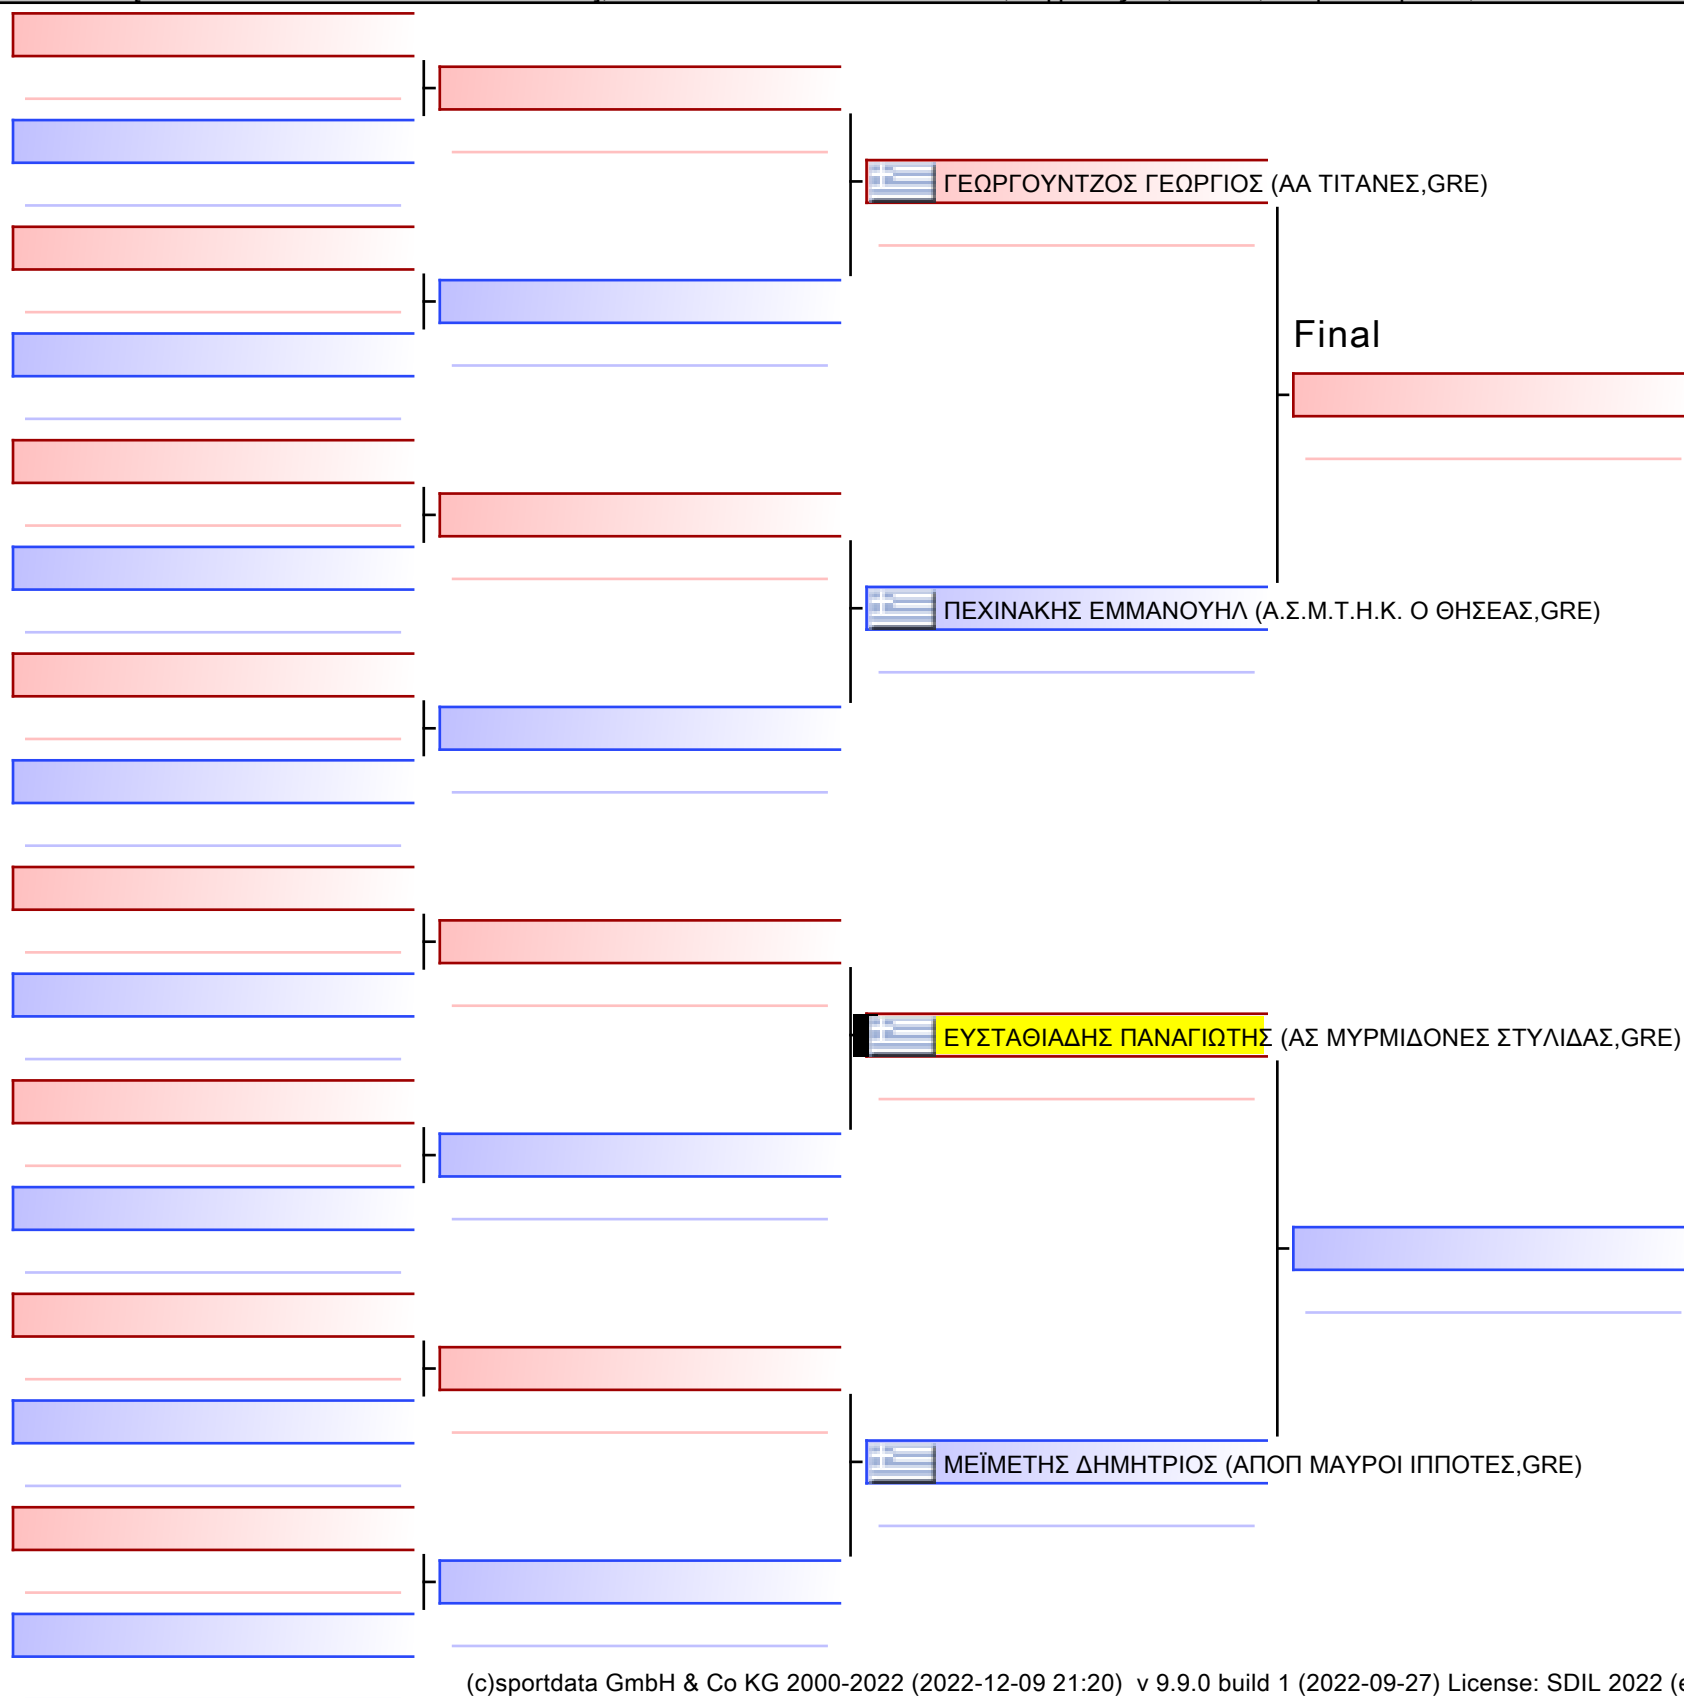 ΓΕΩΡΓΟΥΝΤΖΟΣ ΓΕΩΡΓΙΟΣ (ΑΑ ΤΙΤΑΝΕΣ,GRE)
Final
ΠΕΧΙΝΑΚΗΣ ΕΜΜΑΝΟΥΗΛ (Α.Σ.Μ.Τ.Η.Κ. Ο ΘΗΣΕΑΣ,GRE)
ΕΥΣΤΑΘΙΑΔΗΣ ΠΑΝΑΓΙΩΤΗΣ (ΑΣ ΜΥΡΜΙΔΟΝΕΣ ΣΤΥΛΙΔΑΣ,GRE)
ΜΕΪΜΕΤΗΣ ΔΗΜΗΤΡΙΟΣ (ΑΠΟΠ ΜΑΥΡΟΙ ΙΠΠΟΤΕΣ,GRE)
(c)sportdata GmbH & Co KG 2000-2022 (2022-12-09 21:20) v 9.9.0 build 1 (2022-09-27) License: SDIL 2022 (